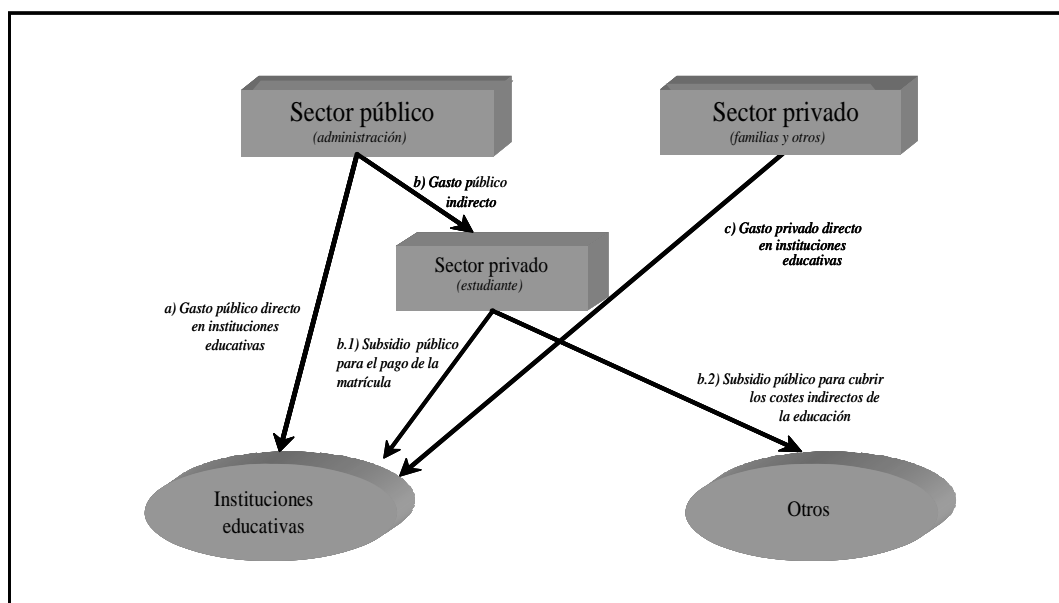 Sector público
(administración)
Sector privado
(familias y otros)
b) Gasto público
indirecto
c) Gasto privado directo
en instituciones
educativas
Sector privado
(estudiante)
a) Gasto público directo
en instituciones
educativas
b.1) Subsidio público
para el pago de la
matrícula
b.2) Subsidio público para cubrir
los costes indirectos de
la educación
Instituciones
educativas
Otros